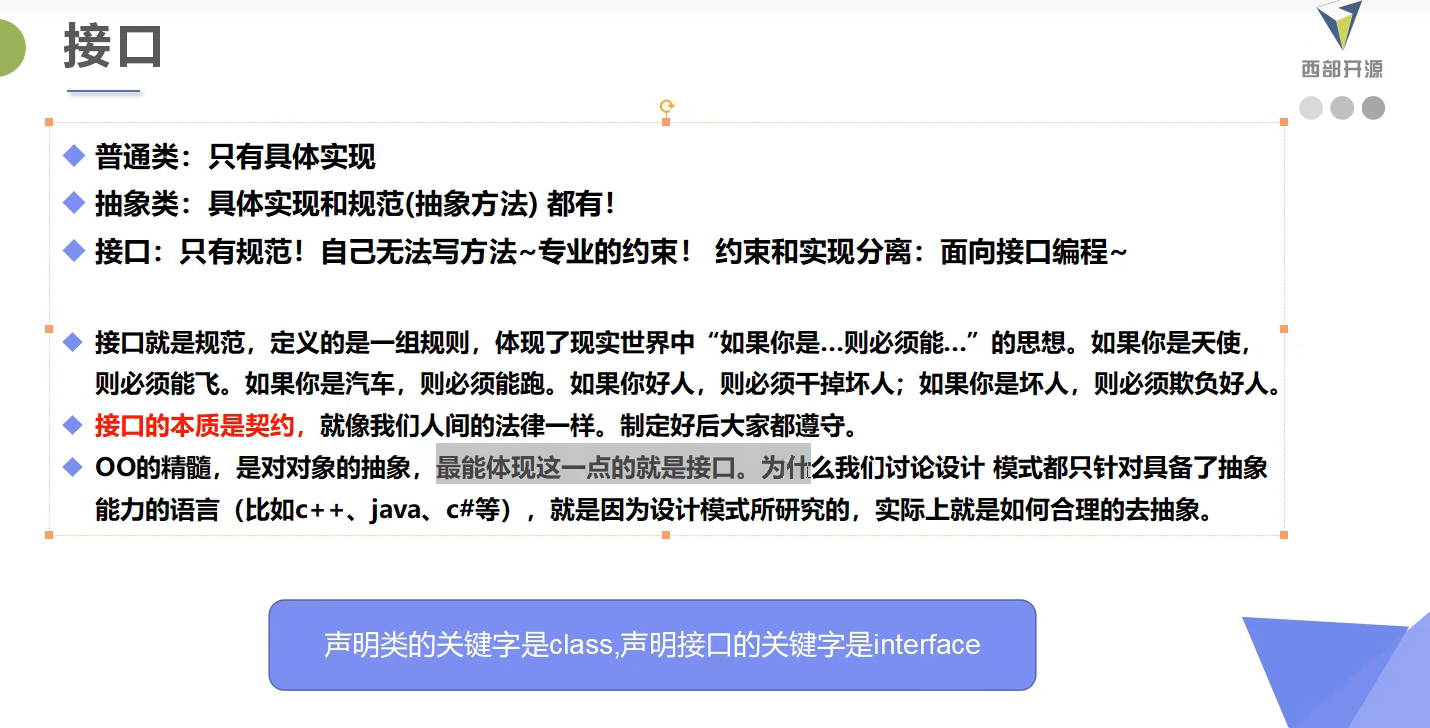 接口
西部开源
普通类：只有具体实现
抽象类：具体实现和规范(抽象方法) 都有！
接口：只有规范！自己无法写方法~专业的约束！ 约束和实现分离：面向接口编程~
接口就是规范，定义的是一组规则，体现了现实世界中“如果你是...则必须能...”的思想。如果你是天使，
则必须能飞。如果你是汽车，则必须能跑。如果你好人，则必须干掉坏人；如果你是坏人，则必须欺负好人。
接口的本质是契约，就像我们人间的法律一样。制定好后大家都遵守。
OO的精髓，是对对象的抽象，最能体现这一点的就是接口。为什么我们讨论设计 模式都只针对具备了抽象
能力的语言（比如c++、java、c#等），就是因为设计模式所研究的，实际上就是如何合理的去抽象。
声明类的关键字是class,声明接口的关键字是interface